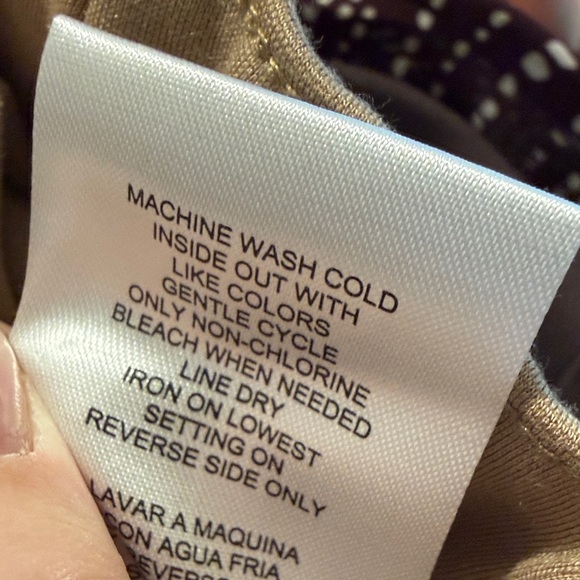 MACHINE WASH COLD
INSIDE OUT WITH
LIKE COLORS
GENTLE CYCLE
ONLY NON-CHLORINE
BLEACH WHEN NEEDED
LINE DRY
IRON ON LOWEST
SETTING ON
REVERSE SIDE ONLY
LAVAR A MAQUINA
CON AGUA FRIA